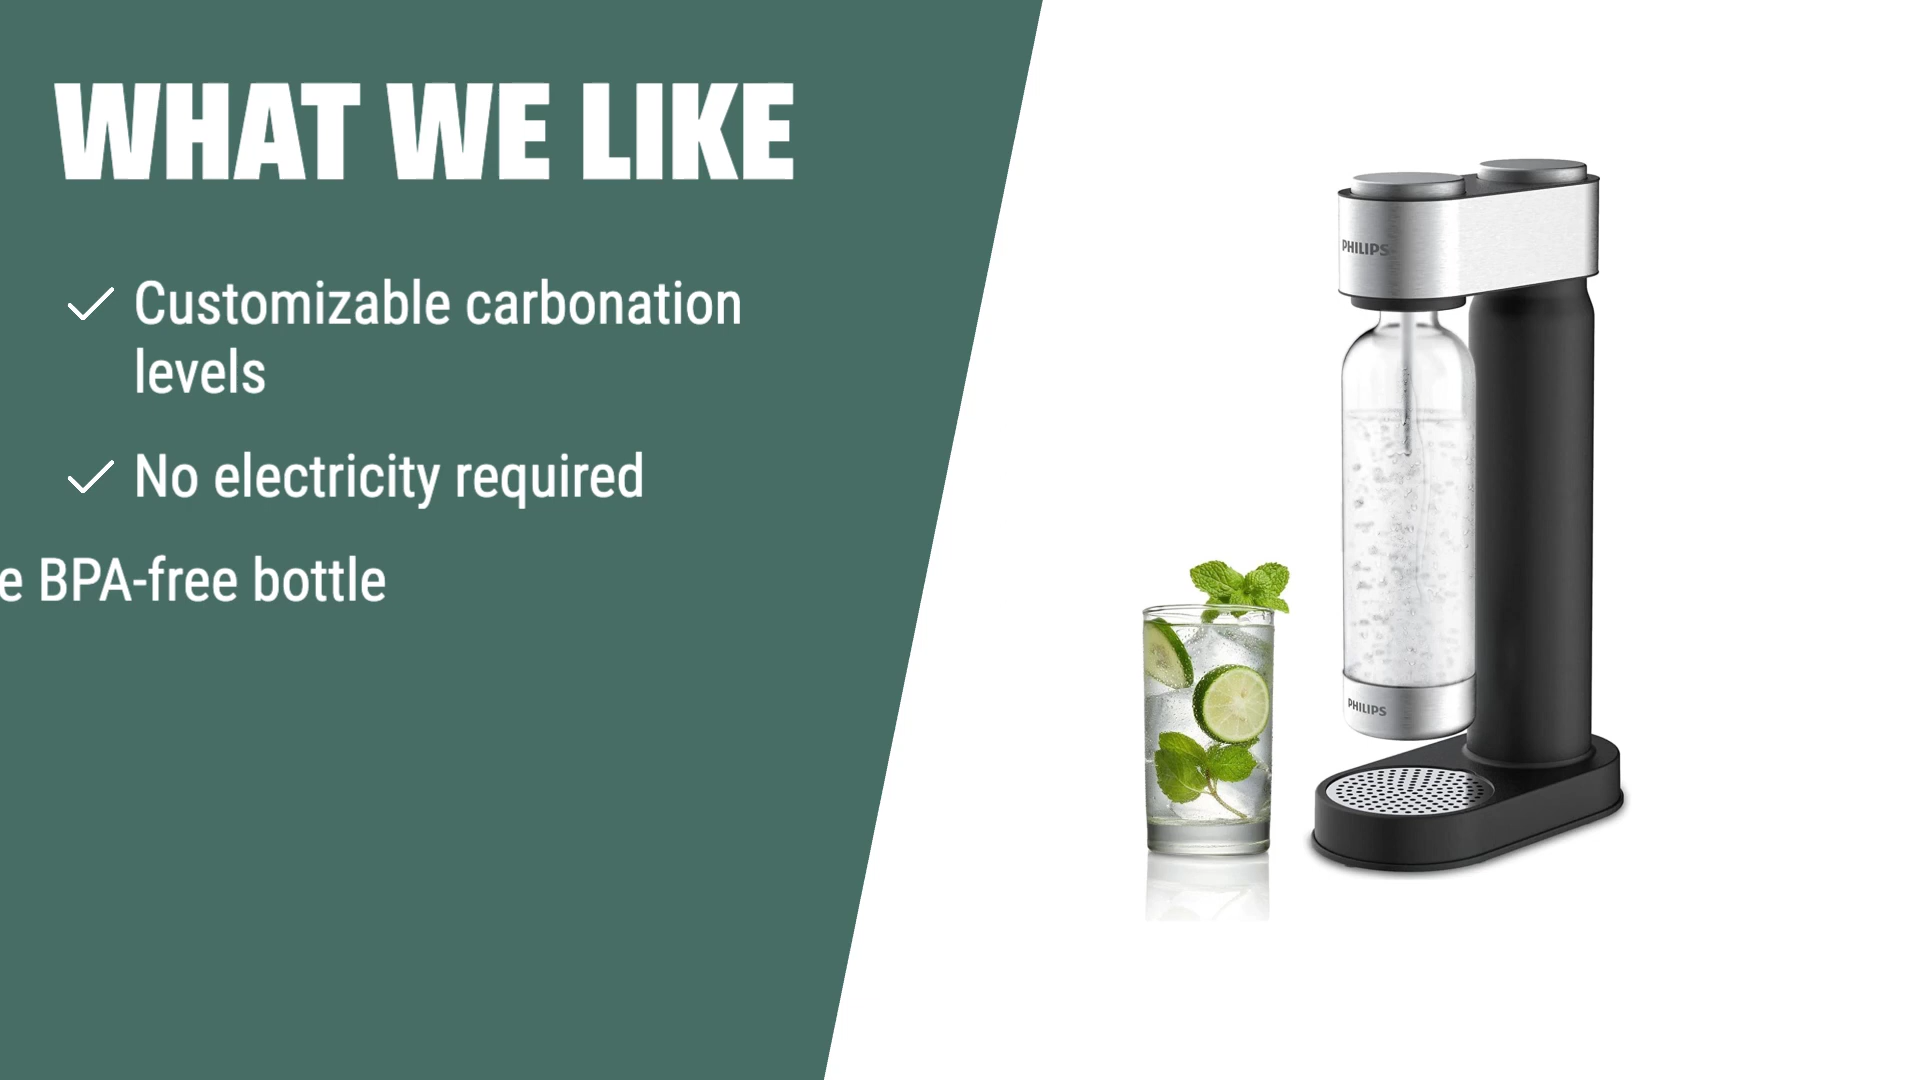 WHAT WE LIKE
Customizable carbonation
levels
No electricity required
e BPA-free bottle
PHILIPS
PHILIPS